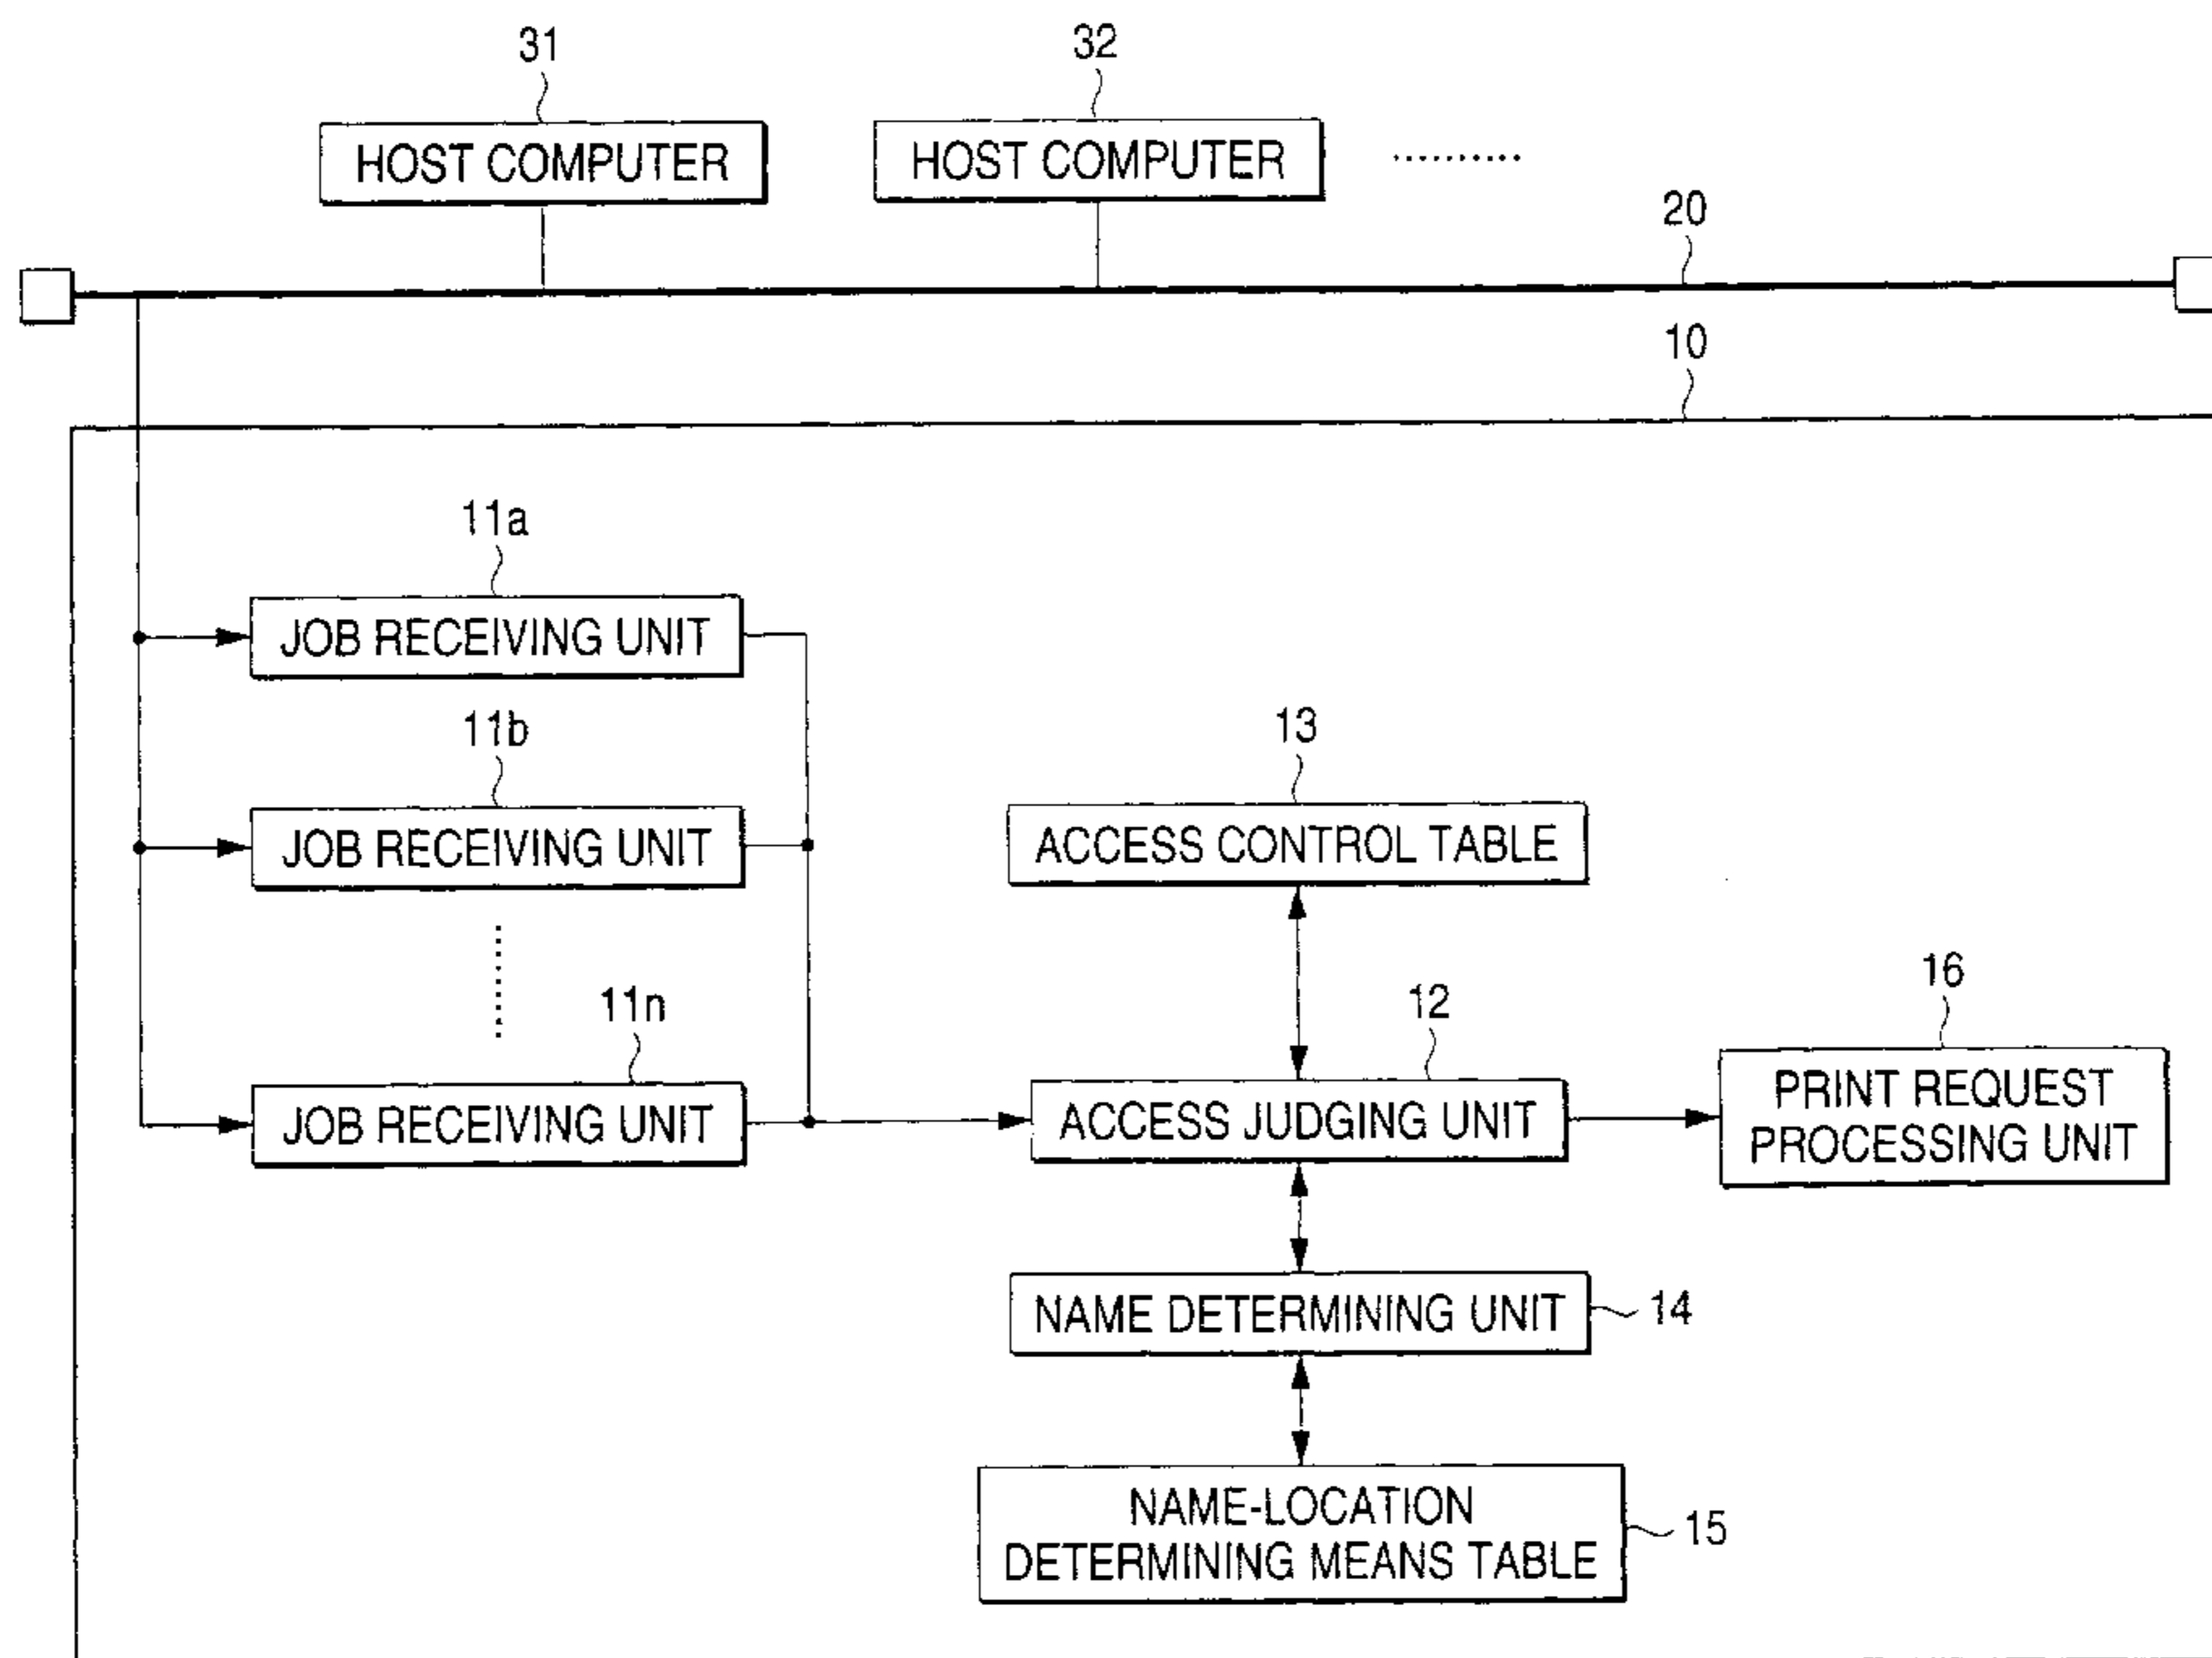 31
32
HOST COMPUTER
HOST COMPUTER
20
10
11a
JOB RECEIVING UNIT
11b
JOB RECEIVING UNIT
13
ACCESS CONTROL TABLE
11n
JOB RECEIVING UNIT
12
ACCESS JUDGING UNIT
16
PRINT REQUEST
PROCESSING UNIT
NAME DETERMINING UNIT
14
NAME-LOCATION
DETERMINING MEANS TABLE
15